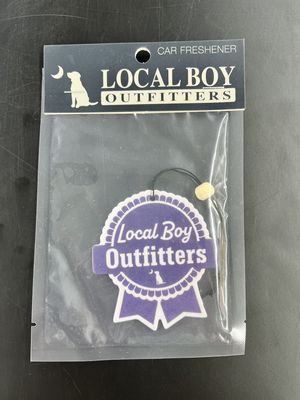 CAR FRESHENER
LOCAL BOY
OUTFITTERS
Local Boy
Outfitters